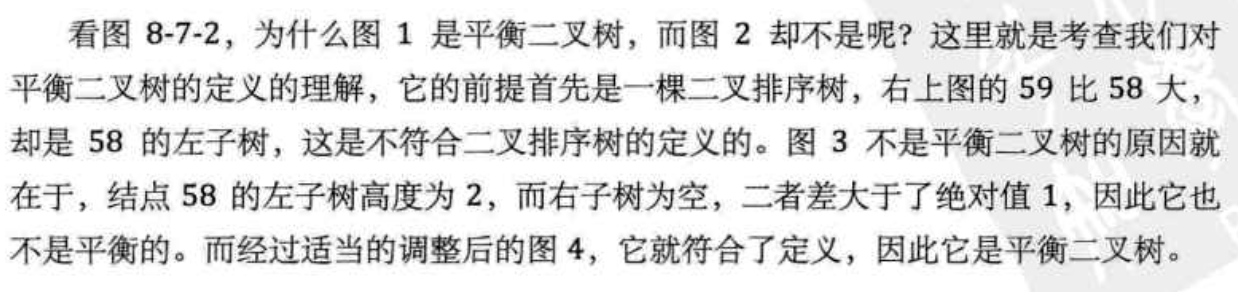 看图 8-7-2，为什么图 1 是平衡二叉树，而图 2 却不是呢？这里就是考查我们对
平衡二叉树的定义的理解，它的前提首先是一棵二叉排序树，右上图的 59 比 58 大，
却是 58 的左子树，这是不符合二叉排序树的定义的。图 3 不是平衡二叉树的原因就
在于，结点 58 的左子树高度为 2，而右子树为空，二者差大于了绝对值 1，因此它也
不是平衡的。而经过适当的调整后的图 4，它就符合了定义，因此它是平衡二叉树。